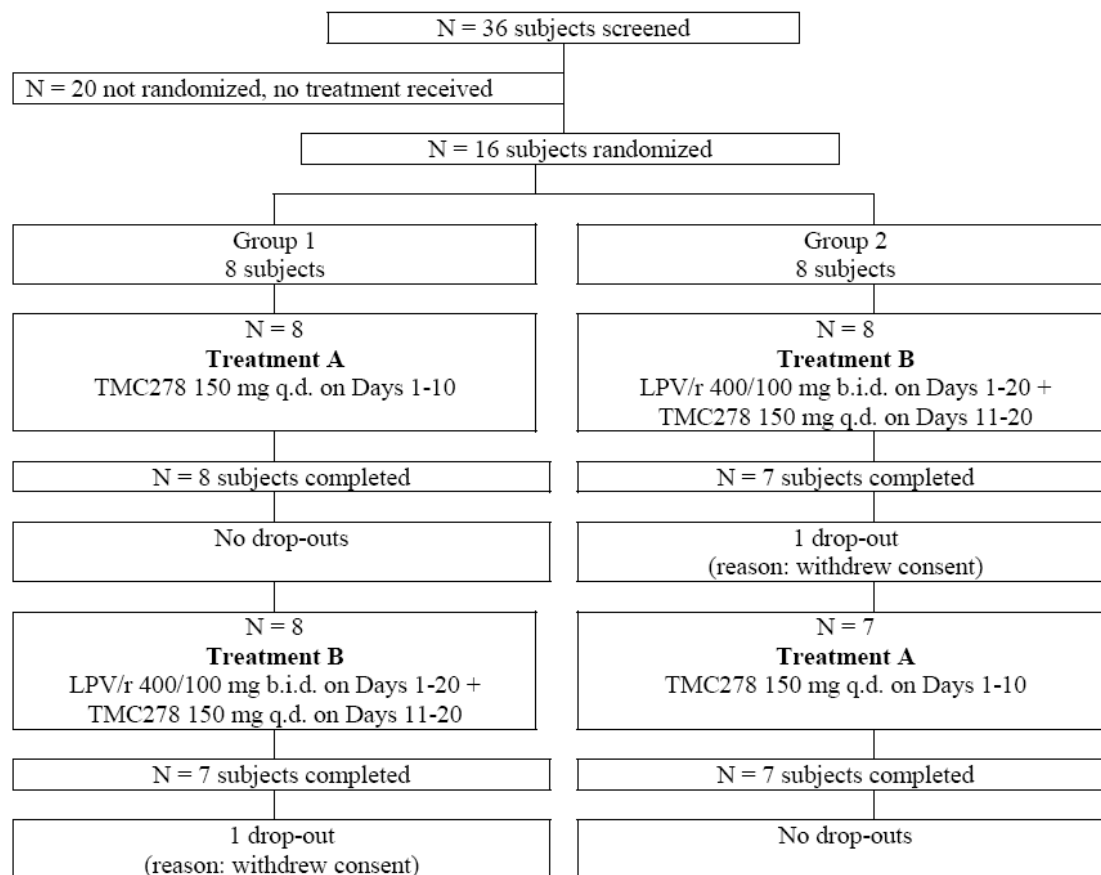 N = 36 subjects screened
N = 20 not randomized, no treatment received
N = 16 subjects randomized
Group 1
8 subjects
Group 2
8 subjects
N = 8
Treatment A
TMC278 150 mg q.d. on Days 1-10
N = 8
Treatment B
LPV/r 400/100 mg b.i.d. on Days 1-20 +
TMC278 150 mg q.d. on Days 11-20
N = 8 subjects completed
N = 7 subjects completed
No drop-outs
1 drop-out
(reason: withdrew consent)
N = 8
Treatment B
LPV/r 400/100 mg b.i.d. on Days 1-20 +
TMC278 150 mg q.d. on Days 11-20
N = 7
Treatment A
TMC278 150 mg q.d. on Days 1-10
N = 7 subjects completed
N = 7 subjects completed
1 drop-out
(reason: withdrew consent)
No drop-outs